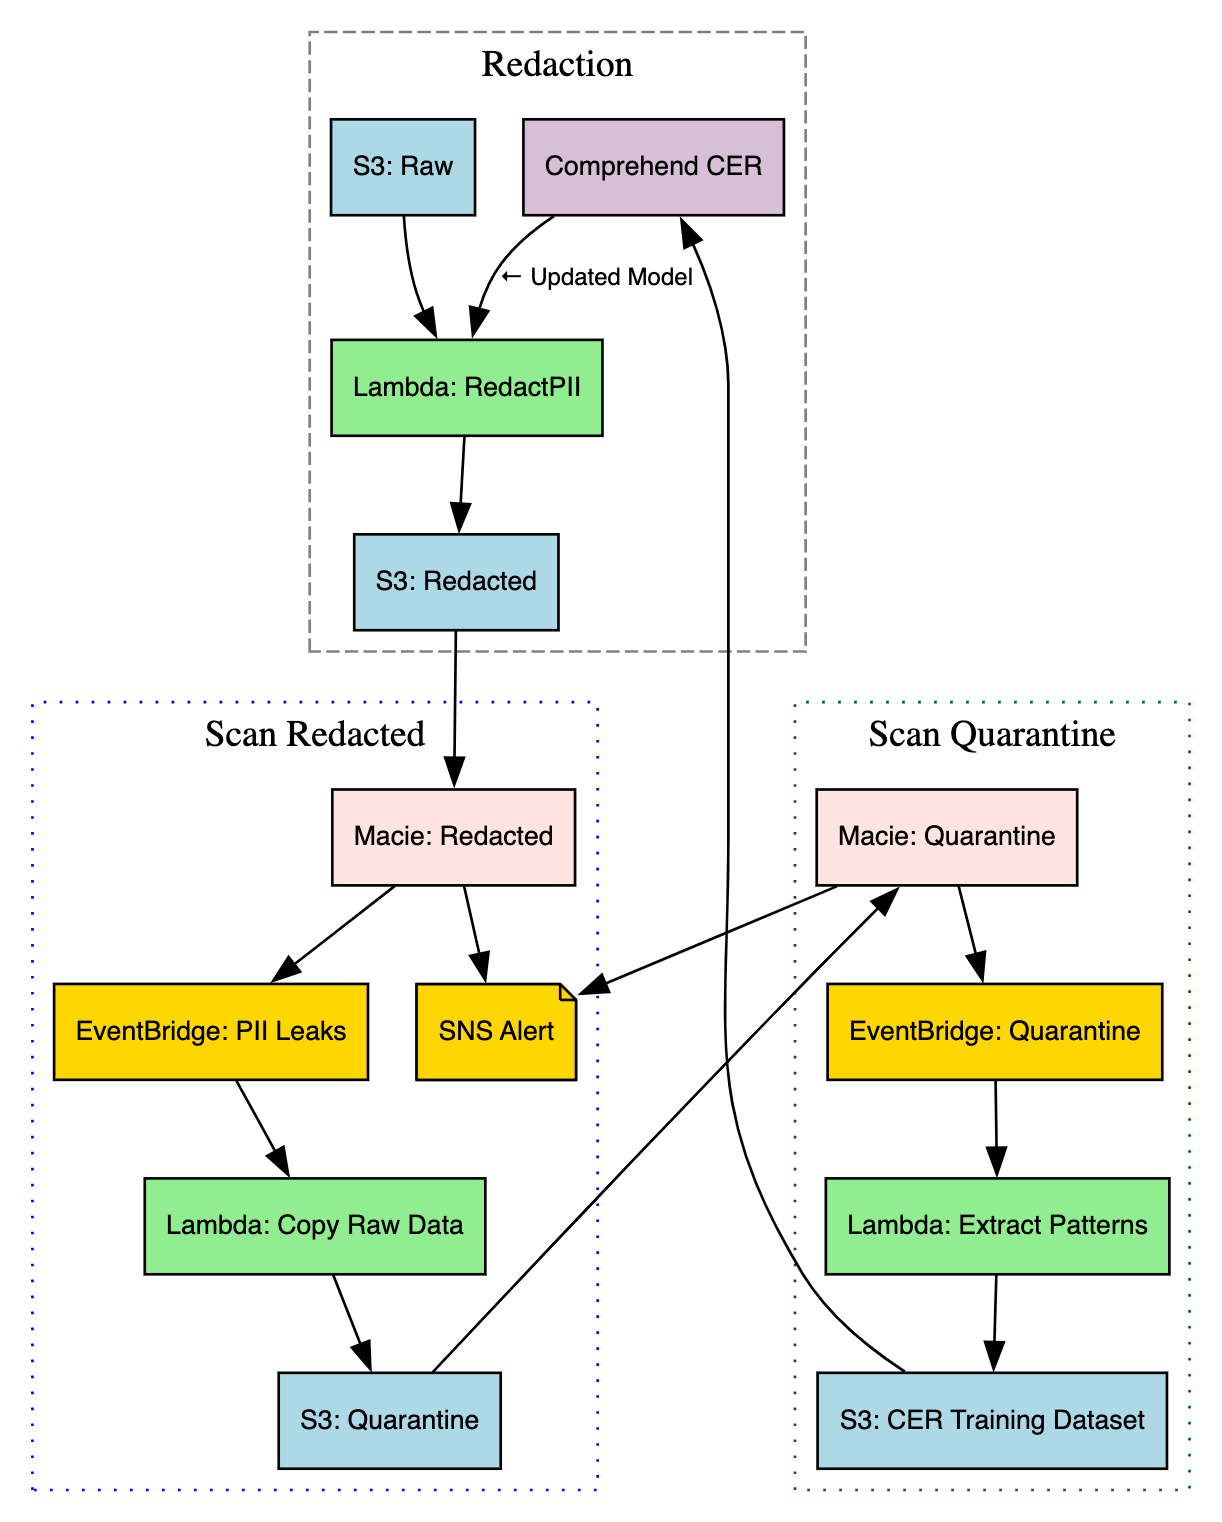 Redaction
S3: Raw
Comprehend CER
← Updated Model
Lambda: RedactPII
S3: Redacted
Scan Redacted
Scan Quarantine
Macie: Redacted
Macie: Quarantine
EventBridge: PII Leaks
SNS Alert
EventBridge: Quarantine
Lambda: Copy Raw Data
Lambda: Extract Patterns
S3: Quarantine
S3: CER Training Dataset